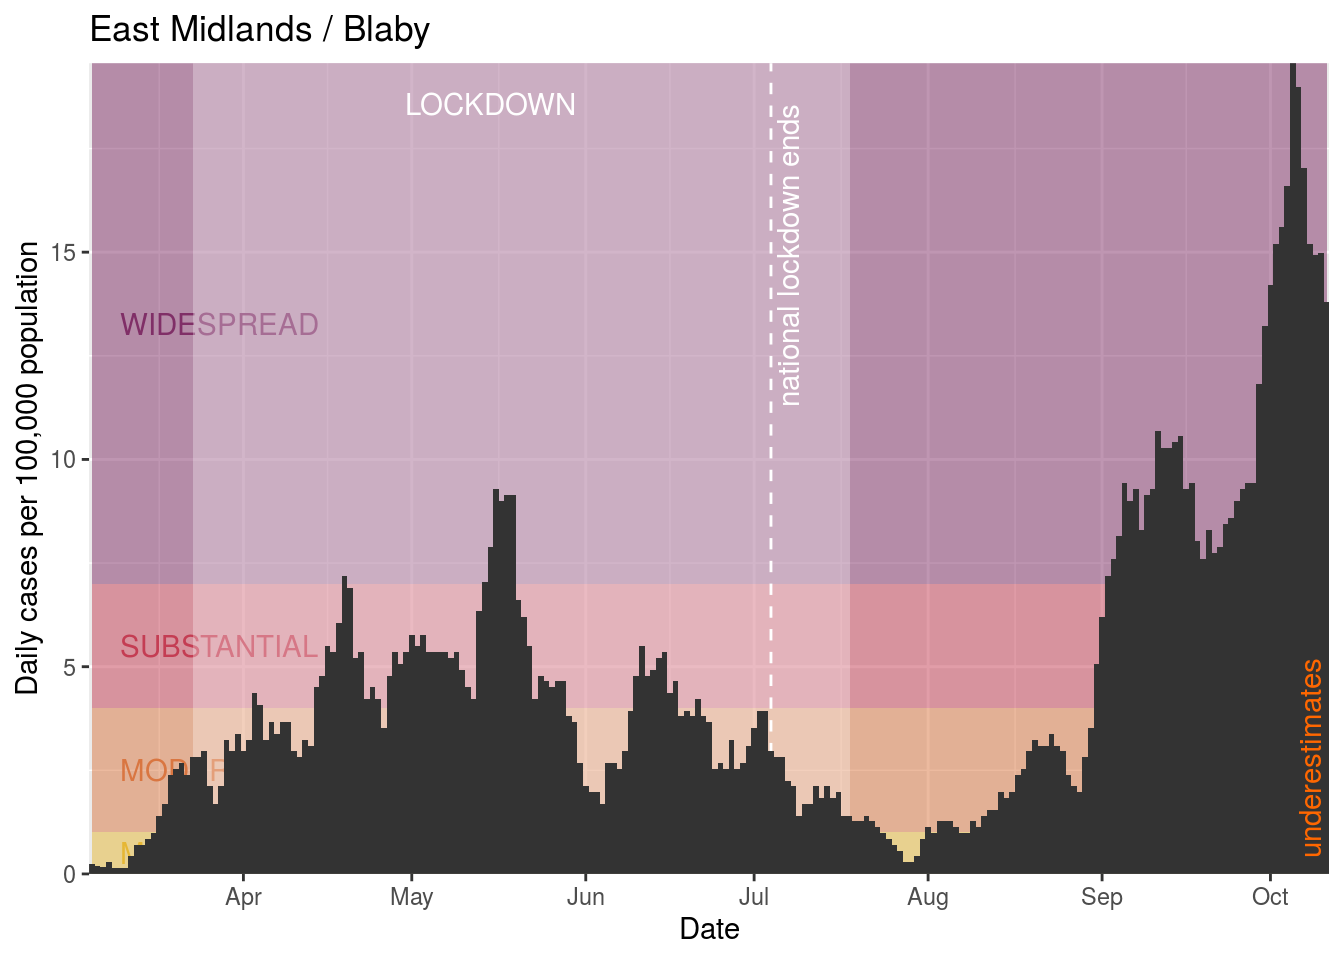 East Midlands / Blaby
LOCKDOWN
national lockdown ends
WIDESPREAD
SUBSTANTIAL
underestimates
Daily cases per 100,000 population
15
10
5
0
Apr
May
Jun
Jul
Aug
Sep
Oct
Date